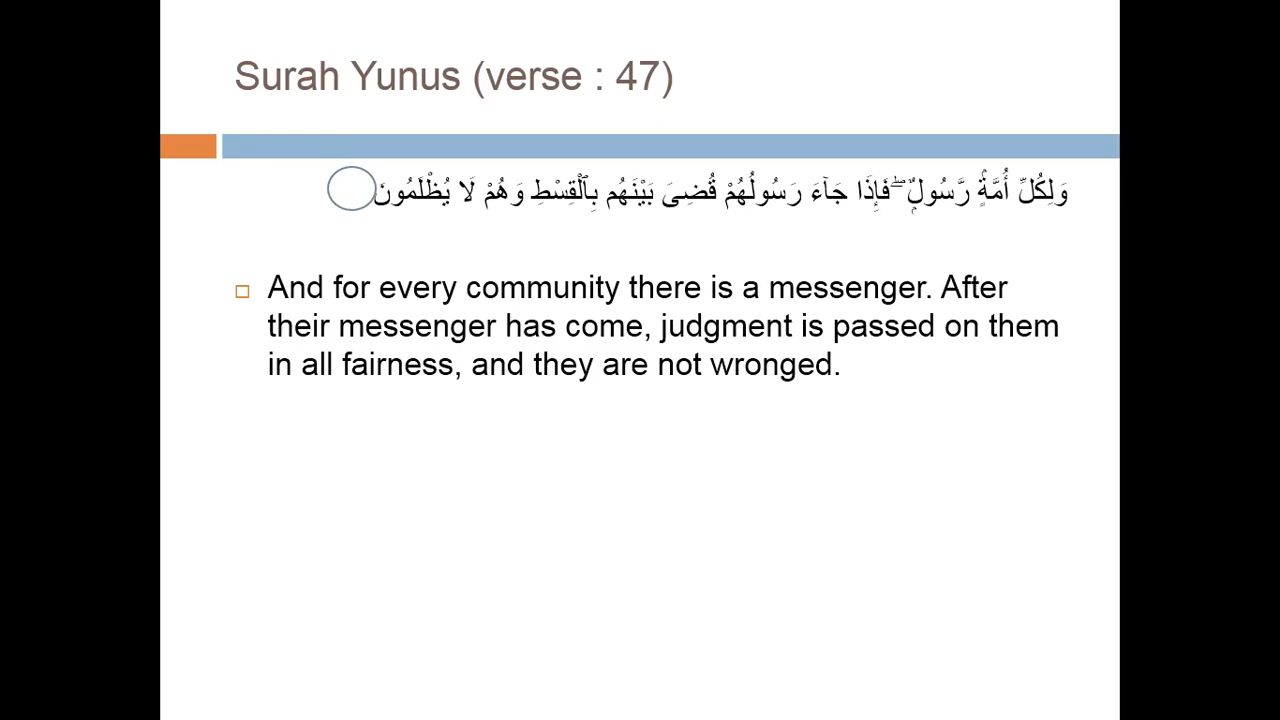 Surah Yunus (verse : 47)
وَلِكُلِّ أُمَّةٍ رَّسُولٌ ۖ فَإِذَا جَآءَ رَسُولُهُمْ قُضِىَ بَيْنَهُم بِٱلْقِسْطِ وَهُمْ لَا يُظْلَمُونَ
And for every community there is a messenger. After
their messenger has come, judgment is passed on them
in all fairness, and they are not wronged.